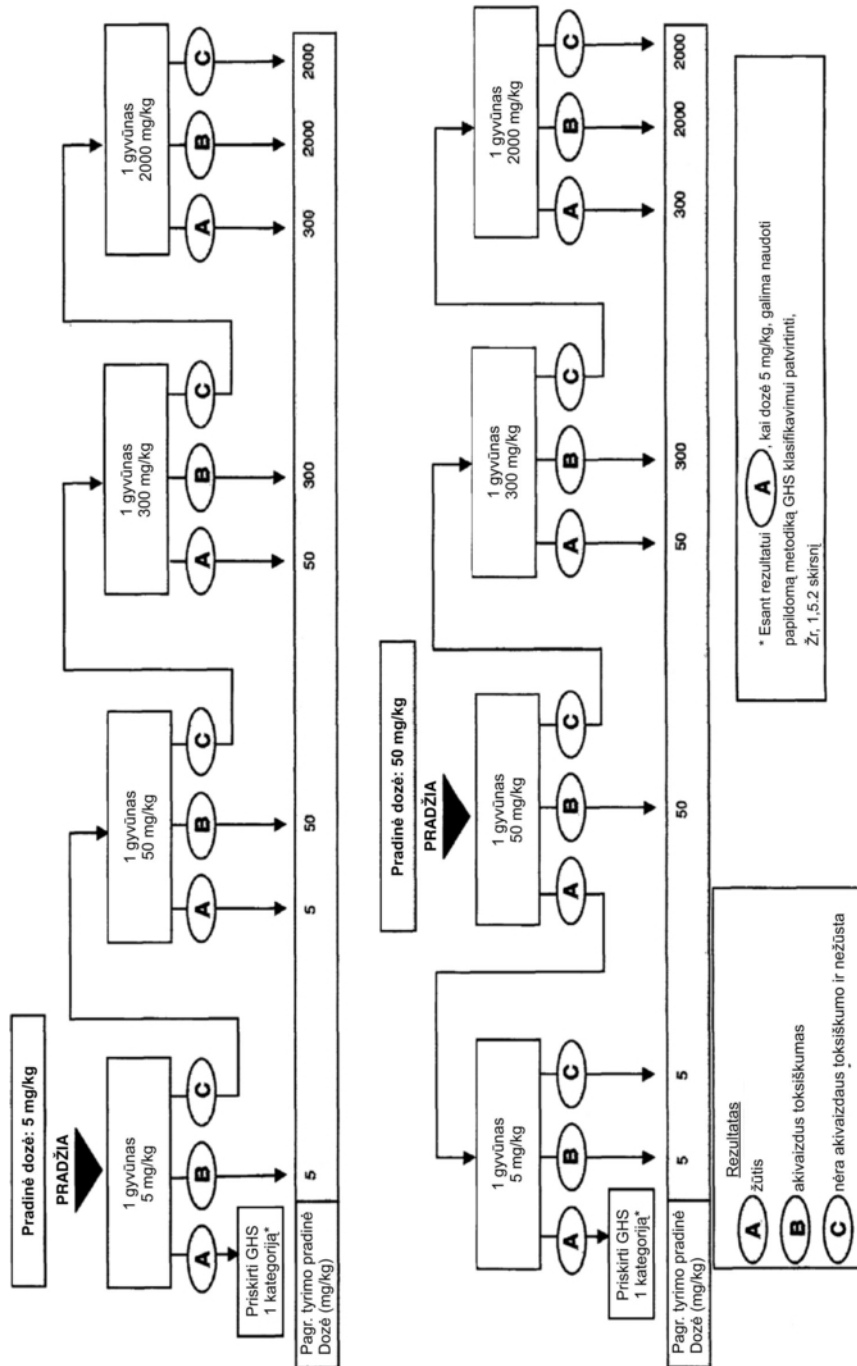 Pradinė dozė: 5 mg/kg
PRADŽIA
1 gyvūnas
5 mg/kg
1 gyvūnas
50 mg/kg
1 gyvūnas
300 mg/kg
1 gyvūnas
2000 mg/kg
A B C A B C A B C A B C
Priskirti GHS
1 kategoriją*
Pagr. tyrimo pradinė
Dozė (mg/kg)
5 5 50 50 300 300 2000 2000
Pradinė dozė: 50 mg/kg
PRADŽIA
1 gyvūnas
5 mg/kg
1 gyvūnas
50 mg/kg
1 gyvūnas
300 mg/kg
1 gyvūnas
2000 mg/kg
A B C A B C A B C A B C
Priskirti GHS
1 kategoriją*
Pagr. tyrimo pradinė
Dozė (mg/kg)
5 5 50 50 300 300 2000 2000
Rezultatas
A žūtis
B akivaizdus toksiškumas
C nėra akivaizdaus toksiškumo ir nežūsta
* Esant rezultatui A , kai dozė 5 mg/kg, galima naudoti
papildomą metodiką GHS klasifikavimui patvirtinti,
Žr, 1,5.2 skirsnį